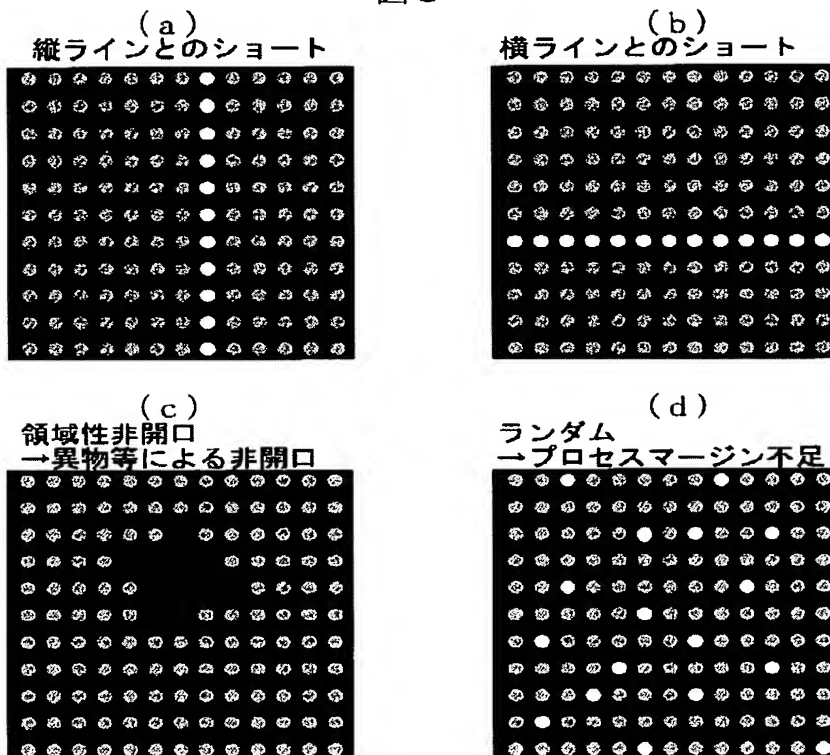 (a)
縦ラインとのショート
(b)
横ラインとのショート
(c)
領域性非開口
→異物等による非開口
(d)
ランダム
→プロセスマージン不足